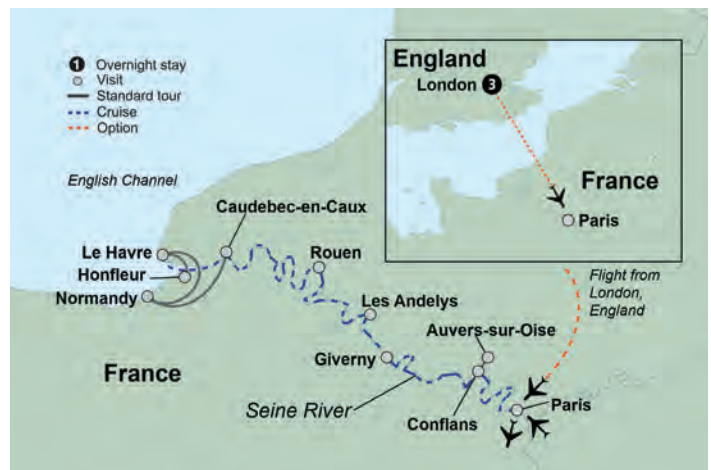 1 Overnight stay
Visit
Standard tour
Cruise
Option
English Channel
England
London 3
France
Paris
Flight from
London,
England
Caudebec-en-Caux
Le Havre
Honfleur
Normandy
Rouen
Les Andelys
Auvers-sur-Oise
Giverny
France
Seine River
Conflans
Paris